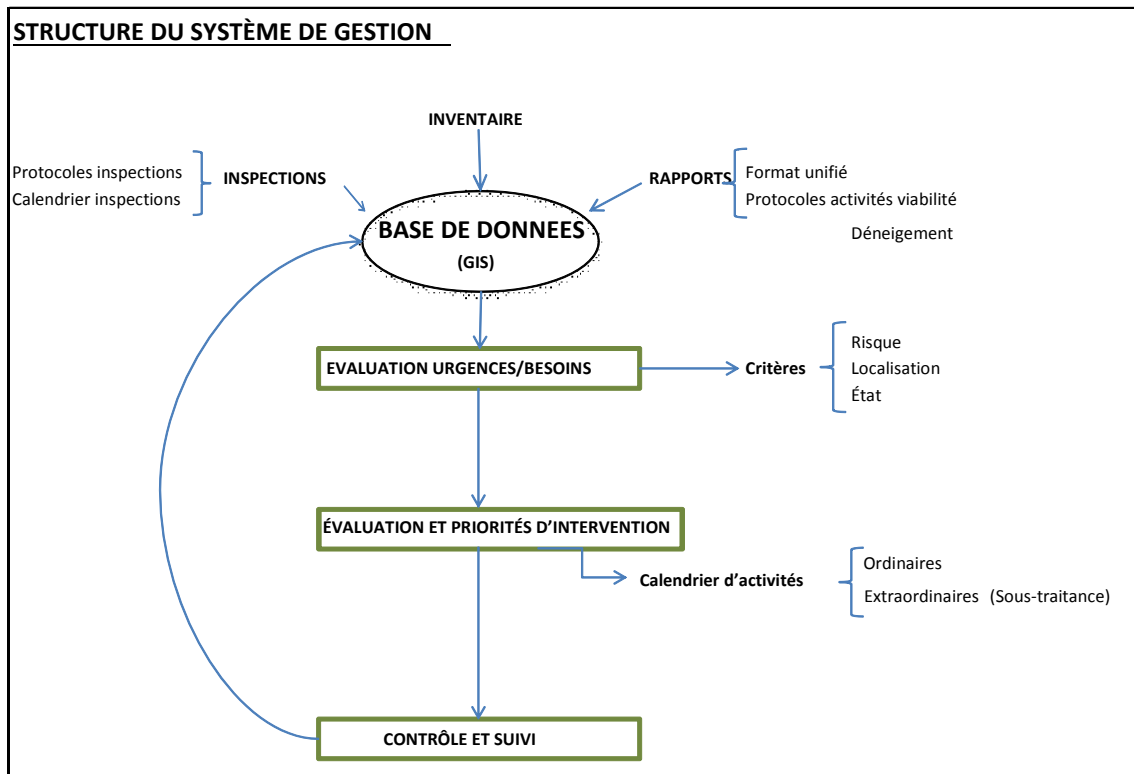 STRUCTURE DU SYSTÈME DE GESTION
INVENTAIRE
Protocoles inspections
Calendrier inspections
INSPECTIONS
RAPPORTS
Format unifié
Protocoles activités viabilité
Déneigement
BASE DE DONNEES
(GIS)
EVALUATION URGENCES/BESOINS
Critères
Risque
Localisation
État
ÉVALUATION ET PRIORITÉS D’INTERVENTION
Calendrier d’activités
Ordinaires
Extraordinaires (Sous-traitance)
CONTRÔLE ET SUIVI